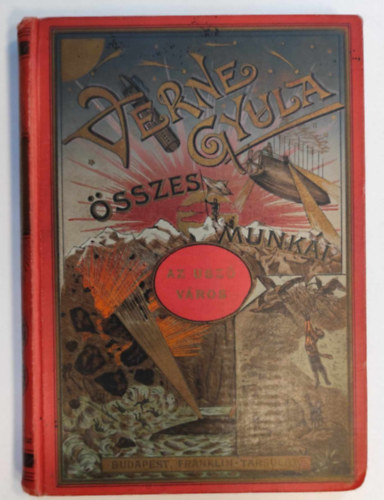 VERNE
GYULA
ÖSSZES
MUNKÁI
AZ ÚSZÓ
VÁROS
BUDAPEST, FRANKLIN-TÁRSULAT